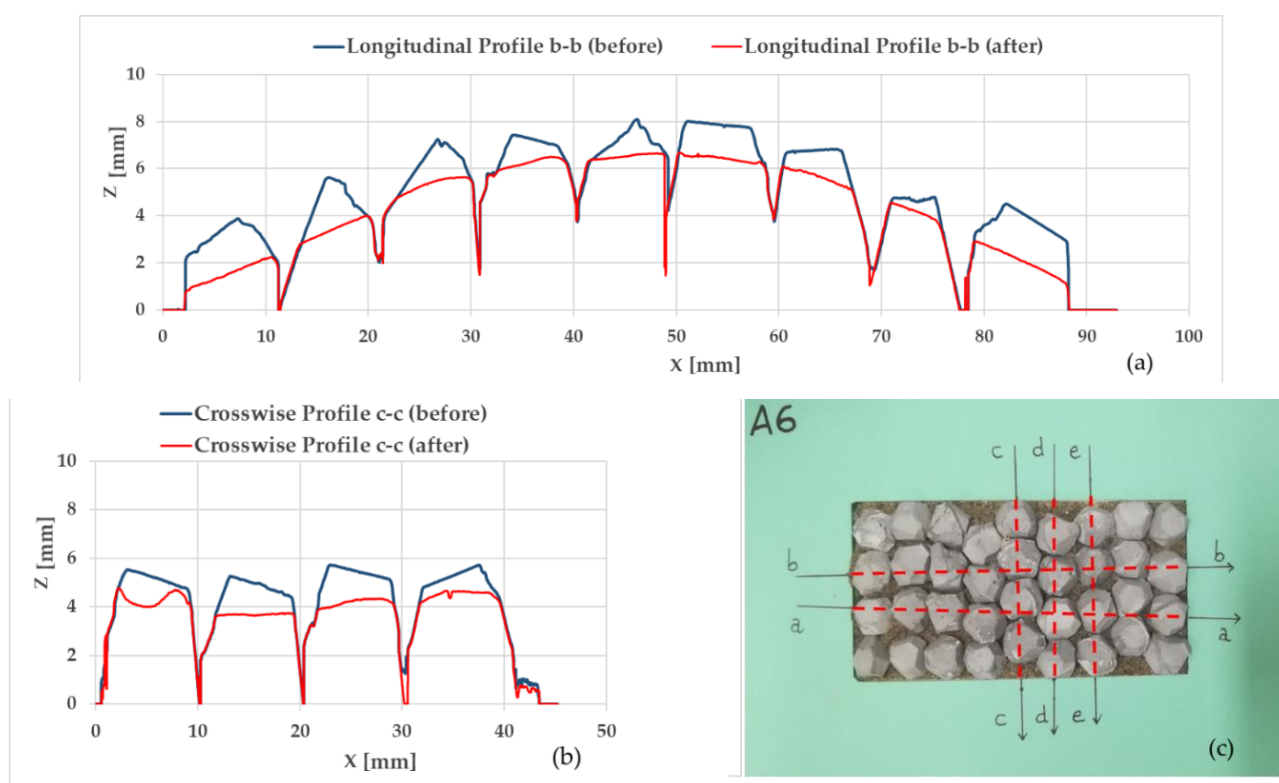 Longitudinal Profile b-b (before) Longitudinal Profile b-b (after)
10
8
6
4
2
0
Z [mm]
0 10 20 30 40 50 60 70 80 90 100
X [mm]
(a)
Crosswise Profile c-c (before)
Crosswise Profile c-c (after)
10
8
6
4
2
0
Z [mm]
0 10 20 30 40 50
X [mm]
(b)
A6
c d e
b b
a a
c d e
(c)